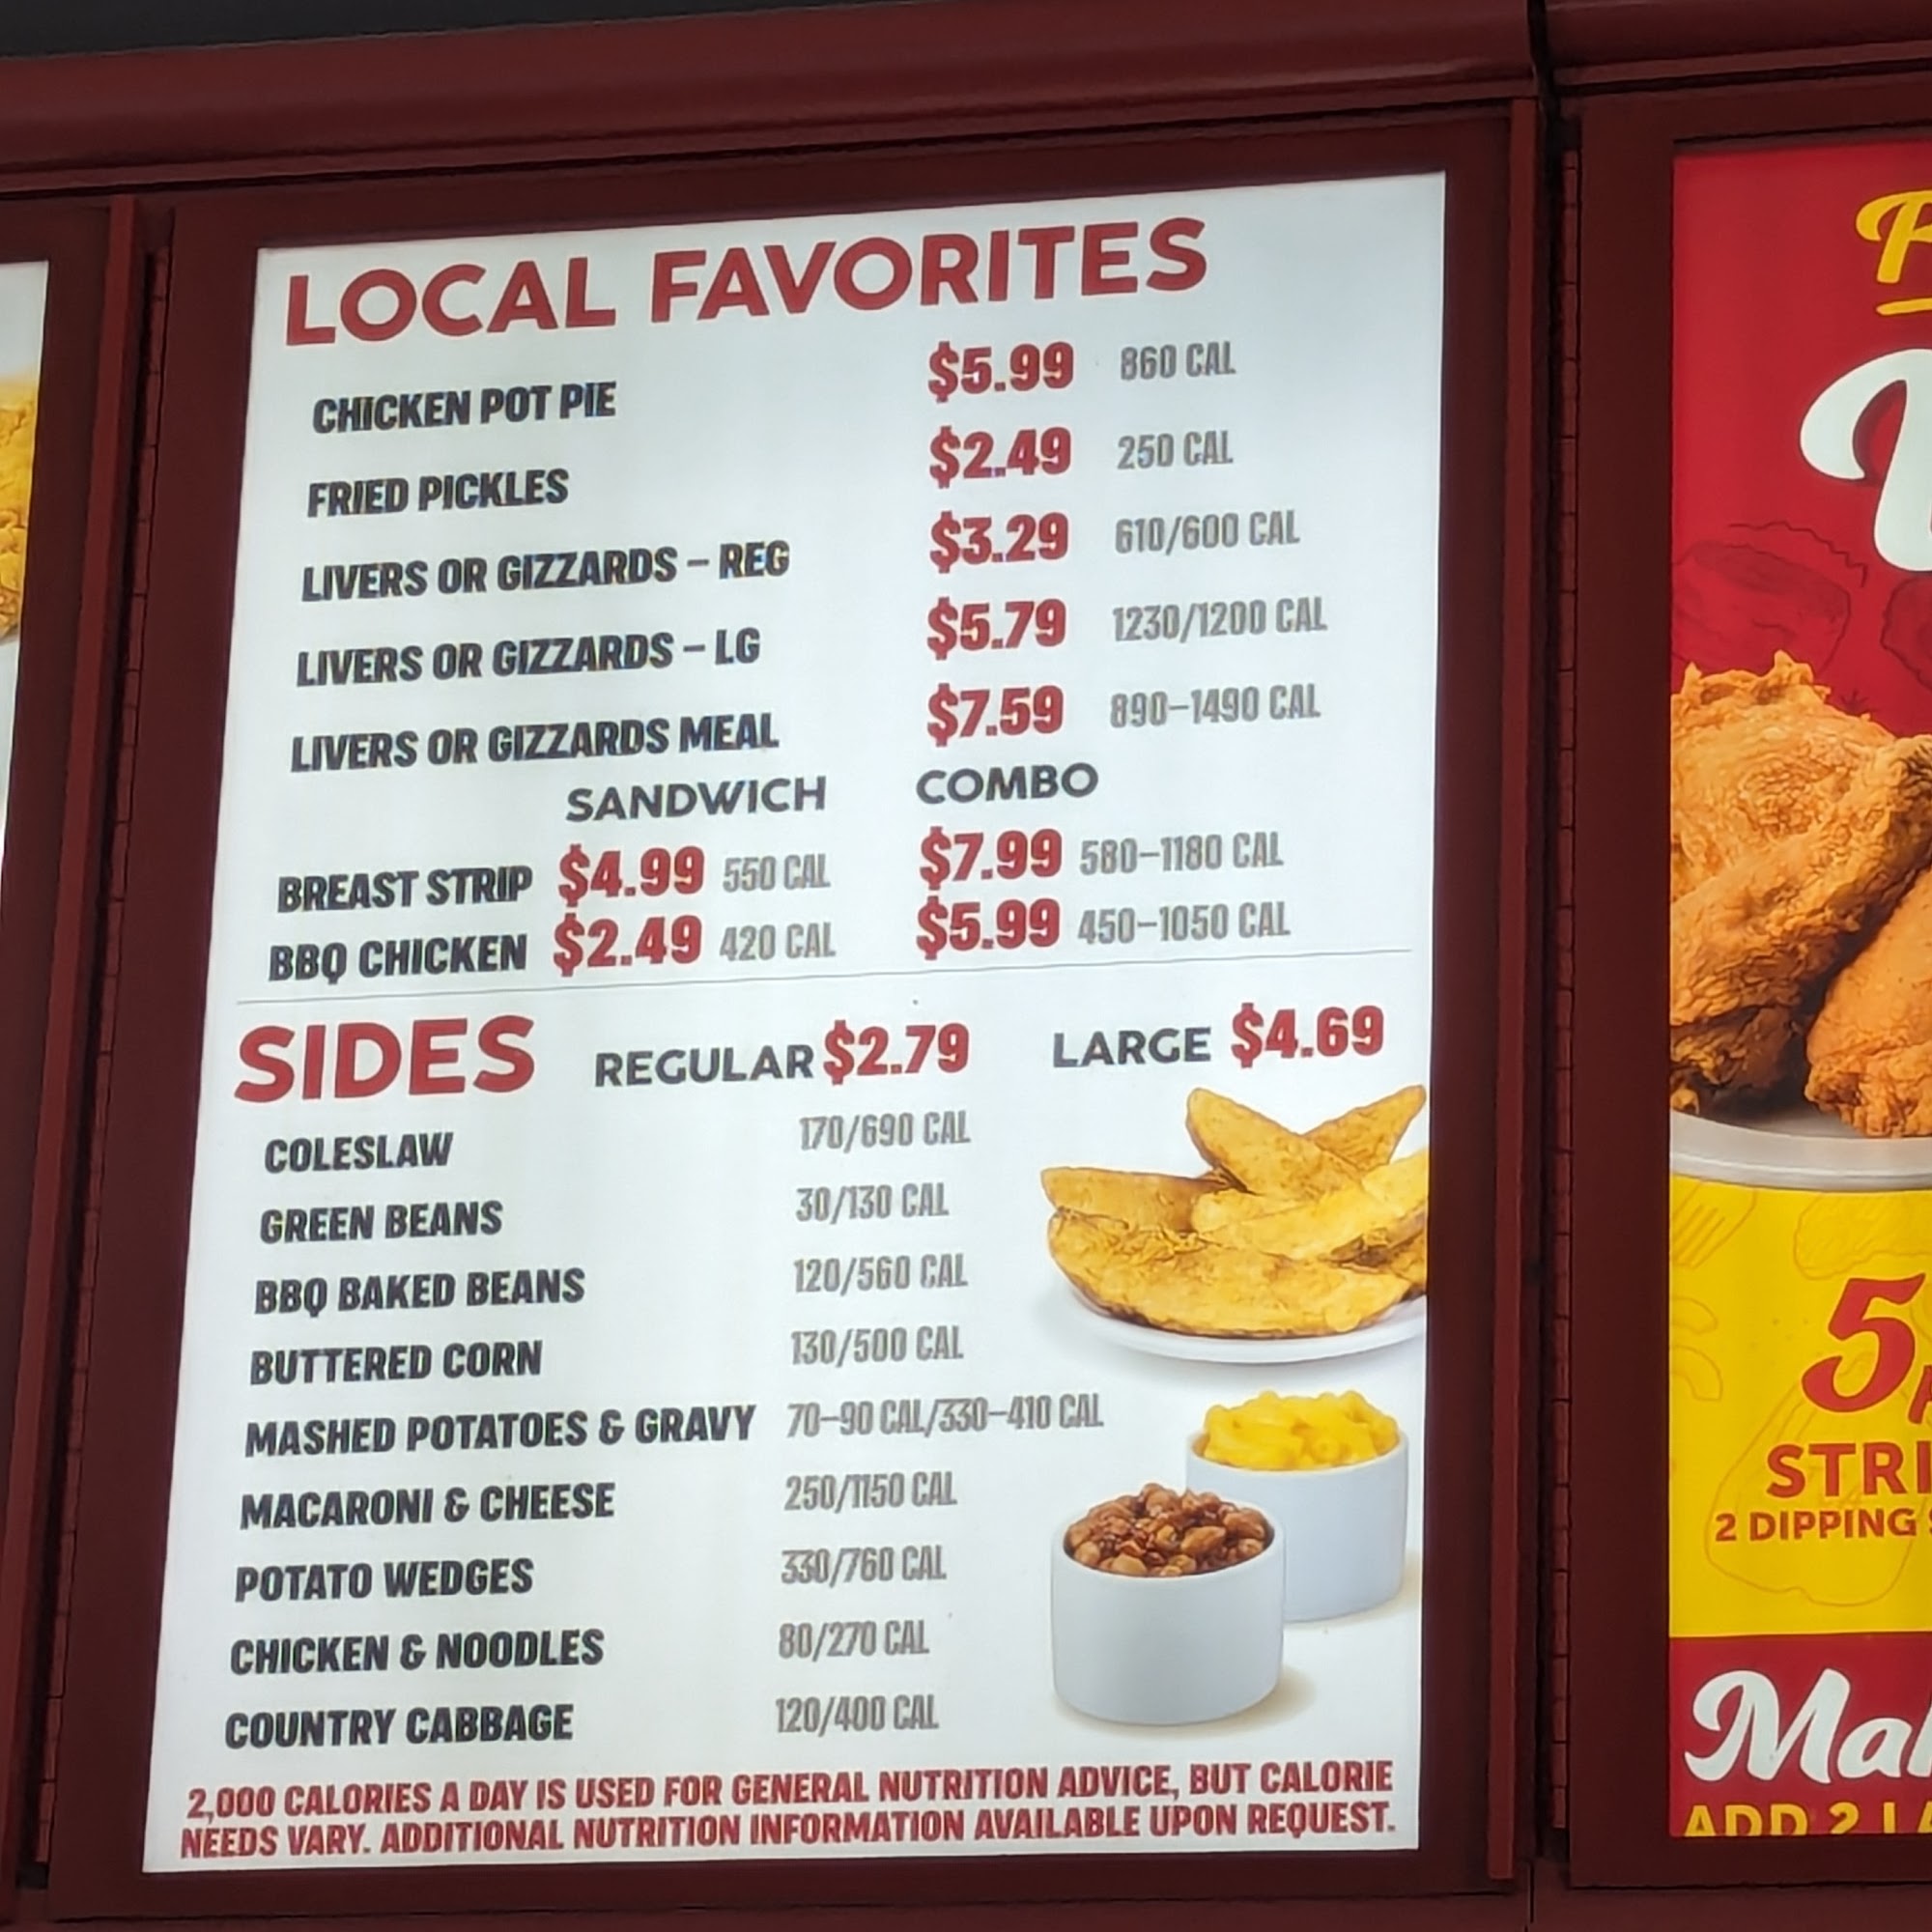 LOCAL FAVORITES
CHICKEN POT PIE $5.99 860 CAL
FRIED PICKLES $2.49 250 CAL
LIVERS OR GIZZARDS – REG $3.29 610/600 CAL
LIVERS OR GIZZARDS – LG $5.79 1230/1200 CAL
LIVERS OR GIZZARDS MEAL $7.59 890–1490 CAL
SANDWICH COMBO
BREAST STRIP $4.99 550 CAL $7.99 580–1180 CAL
BBQ CHICKEN $2.49 420 CAL $5.99 450–1050 CAL
SIDES REGULAR $2.79 LARGE $4.69
COLESLAW 170/690 CAL
GREEN BEANS 30/130 CAL
BBQ BAKED BEANS 120/560 CAL
BUTTERED CORN 130/500 CAL
MASHED POTATOES & GRAVY 70–90 CAL/330–410 CAL
MACARONI & CHEESE 250/1150 CAL
POTATO WEDGES 330/760 CAL
CHICKEN & NOODLES 80/270 CAL
COUNTRY CABBAGE 120/400 CAL
2,000 CALORIES A DAY IS USED FOR GENERAL NUTRITION ADVICE, BUT CALORIE
NEEDS VARY. ADDITIONAL NUTRITION INFORMATION AVAILABLE UPON REQUEST.
5
STRI
2 DIPPING
Mal
ADD 2